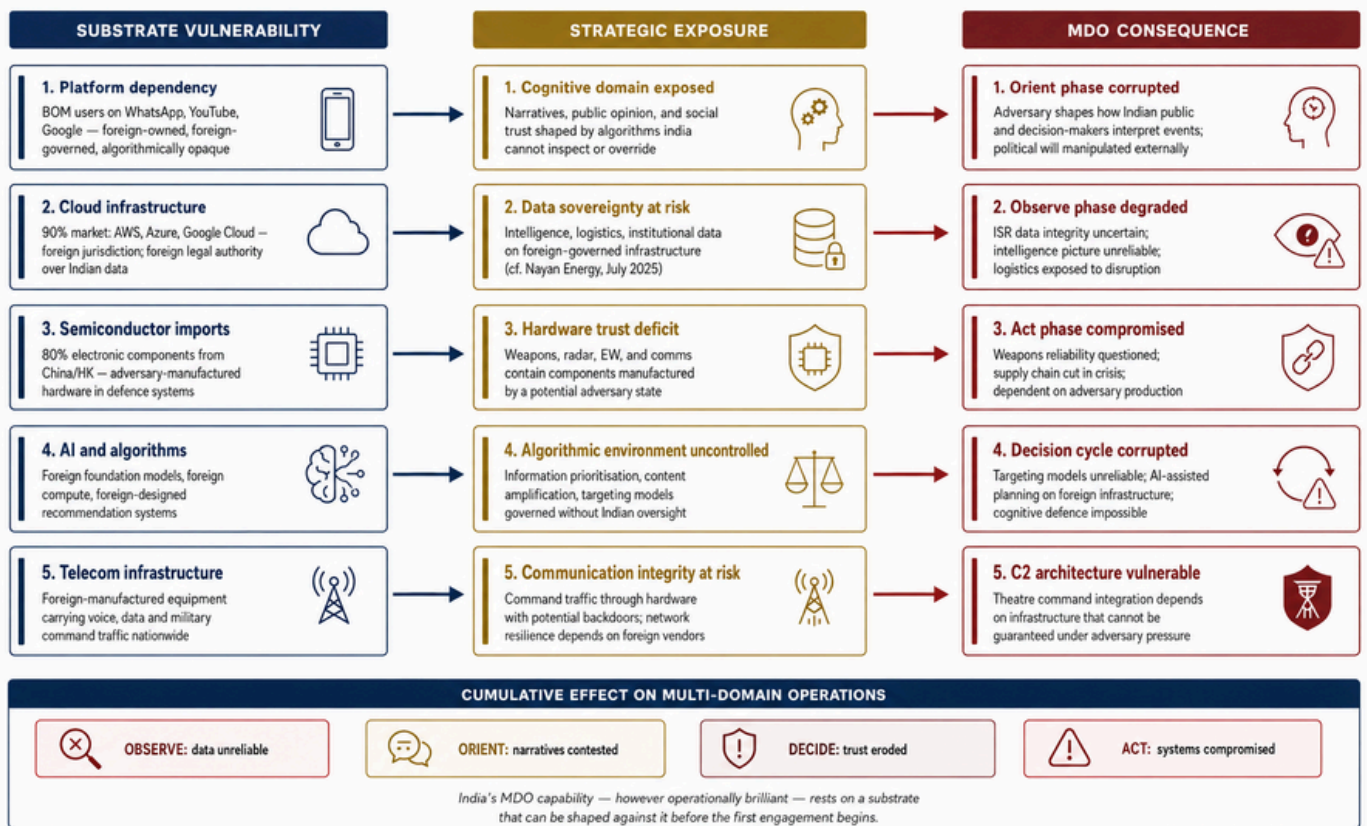 SUBSTRATE VULNERABILITY
STRATEGIC EXPOSURE
MDO CONSEQUENCE
1. Platform dependency
BOM users on WhatsApp, YouTube,
Google — foreign-owned, foreign-
governed, algorithmically opaque
1. Cognitive domain exposed
Narratives, public opinion, and social
trust shaped by algorithms india
cannot inspect or override
1. Orient phase corrupted
Adversary shapes how Indian public
and decision-makers interpret events;
political will manipulated externally
2. Cloud infrastructure
90% market: AWS, Azure, Google Cloud —
foreign jurisdiction; foreign legal authority
over Indian data
2. Data sovereignty at risk
Intelligence, logistics, institutional data
on foreign-governed infrastructure
(cf. Nayan Energy, July 2025)
2. Observe phase degraded
ISR data integrity uncertain;
intelligence picture unreliable;
logistics exposed to disruption
3. Semiconductor imports
80% electronic components from
China/HK — adversary-manufactured
hardware in defence systems
3. Hardware trust deficit
Weapons, radar, EW, and comms
contain components manufactured
by a potential adversary state
3. Act phase compromised
Weapons reliability questioned;
supply chain cut in crisis;
dependent on adversary production
4. AI and algorithms
Foreign foundation models, foreign
compute, foreign-designed
recommendation systems
4. Algorithmic environment uncontrolled
Information prioritisation, content
amplification, targeting models
governed without Indian oversight
4. Decision cycle corrupted
Targeting models unreliable; AI-assisted
planning on foreign infrastructure;
cognitive defence impossible
5. Telecom infrastructure
Foreign-manufactured equipment
carrying voice, data and military
command traffic nationwide
5. Communication integrity at risk
Command traffic through hardware
with potential backdoors; network
resilience depends on foreign vendors
5. C2 architecture vulnerable
Theatre command integration depends
on infrastructure that cannot be
guaranteed under adversary pressure
CUMULATIVE EFFECT ON MULTI-DOMAIN OPERATIONS
OBSERVE: data unreliable
ORIENT: narratives contested
DECIDE: trust eroded
ACT: systems compromised
India's MDO capability — however operationally brilliant — rests on a substrate
that can be shaped against it before the first engagement begins.